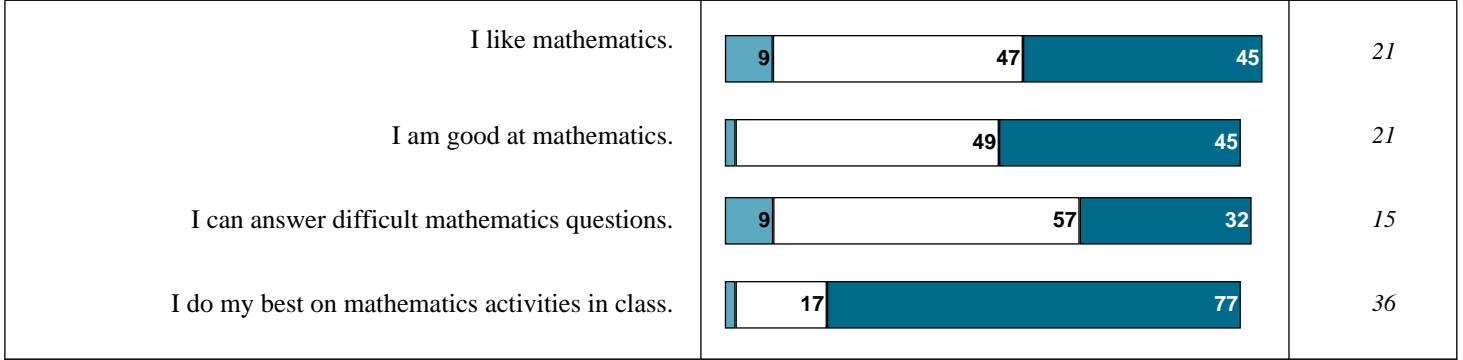 I like mathematics.
9 47 45
21
I am good at mathematics.
49 45
21
I can answer difficult mathematics questions.
9 57 32
15
I do my best on mathematics activities in class.
17 77
36